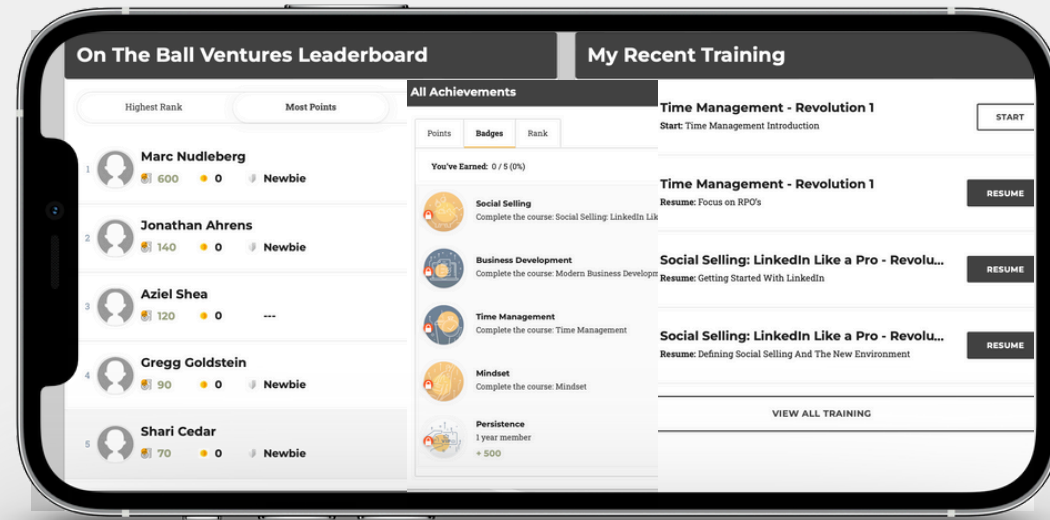 On The Ball Ventures Leaderboard
Highest Rank
Most Points
1
Marc Nudleberg
600 0 Newbie
2
Jonathan Ahrens
140 0 Newbie
3
Aziel Shea
120 0 ---
4
Gregg Goldstein
90 0 Newbie
5
Shari Cedar
70 0 Newbie
All Achievements
Points Badges Rank
You've Earned: 0 / 5 (0%)
Social Selling
Complete the course: Social Selling: LinkedIn Lik
Business Development
Complete the course: Modern Business Developm
Time Management
Complete the course: Time Management
Mindset
Complete the course: Mindset
Persistence
1 year member
+ 500
My Recent Training
Time Management - Revolution 1
Start: Time Management Introduction
START
Time Management - Revolution 1
Resume: Focus on RPO's
RESUME
Social Selling: LinkedIn Like a Pro - Revolu...
Resume: Getting Started With LinkedIn
RESUME
Social Selling: LinkedIn Like a Pro - Revolu...
Resume: Defining Social Selling And The New Environment
RESUME
VIEW ALL TRAINING